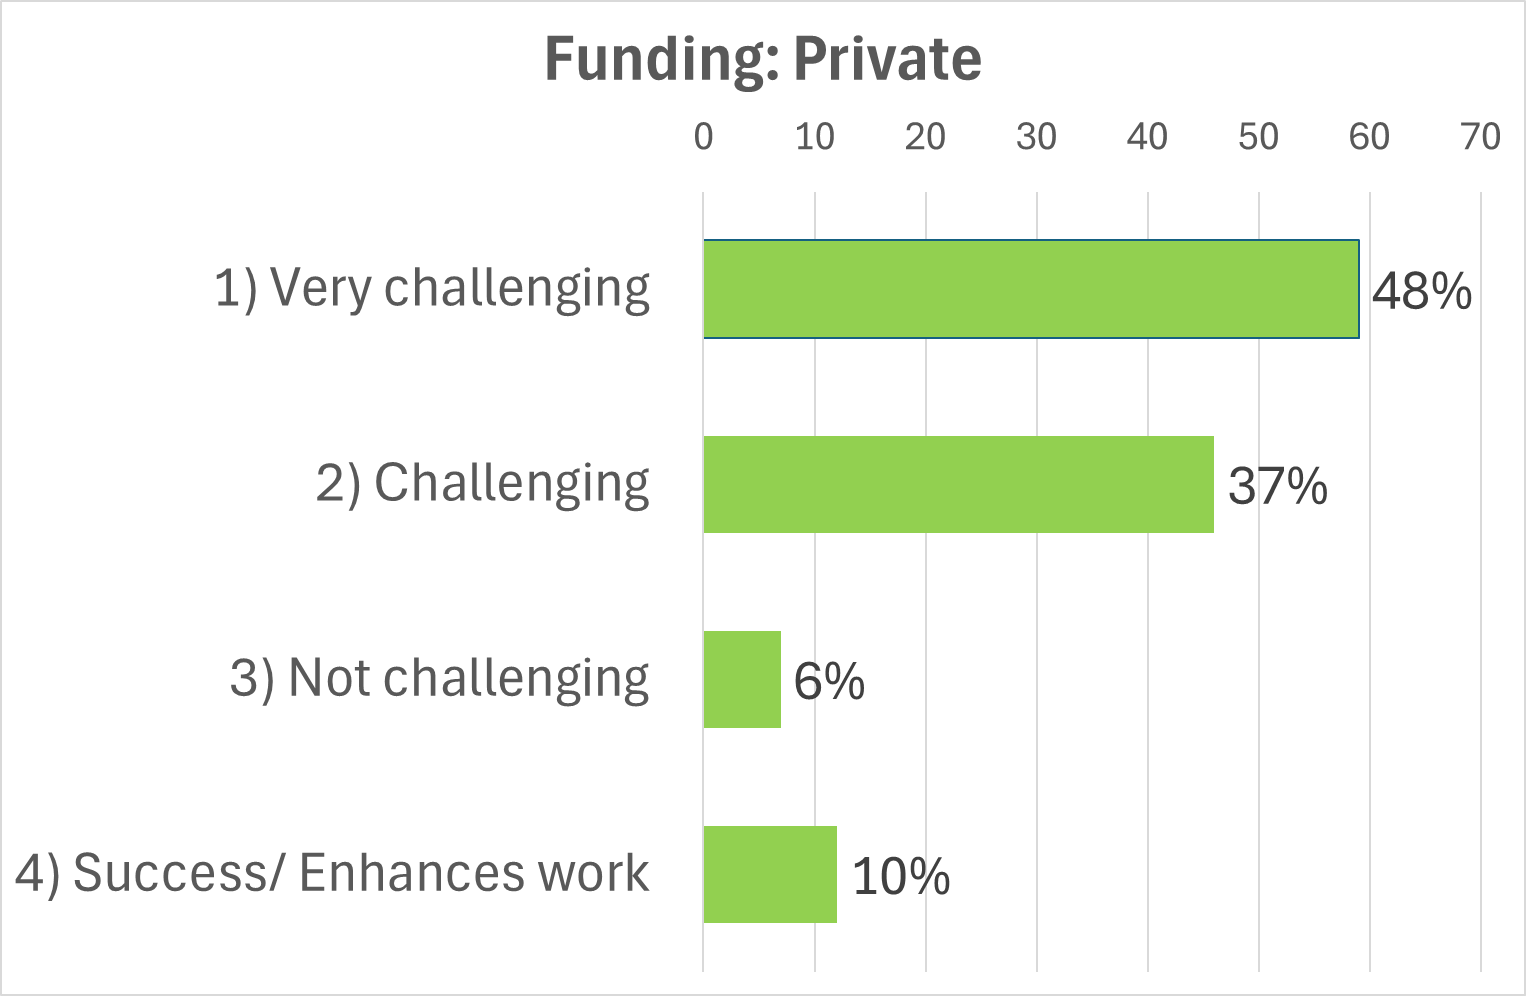 Funding: Private
0 10 20 30 40 50 60 70
1) Very challenging 48%
2) Challenging 37%
3) Not challenging 6%
4) Success/ Enhances work 10%